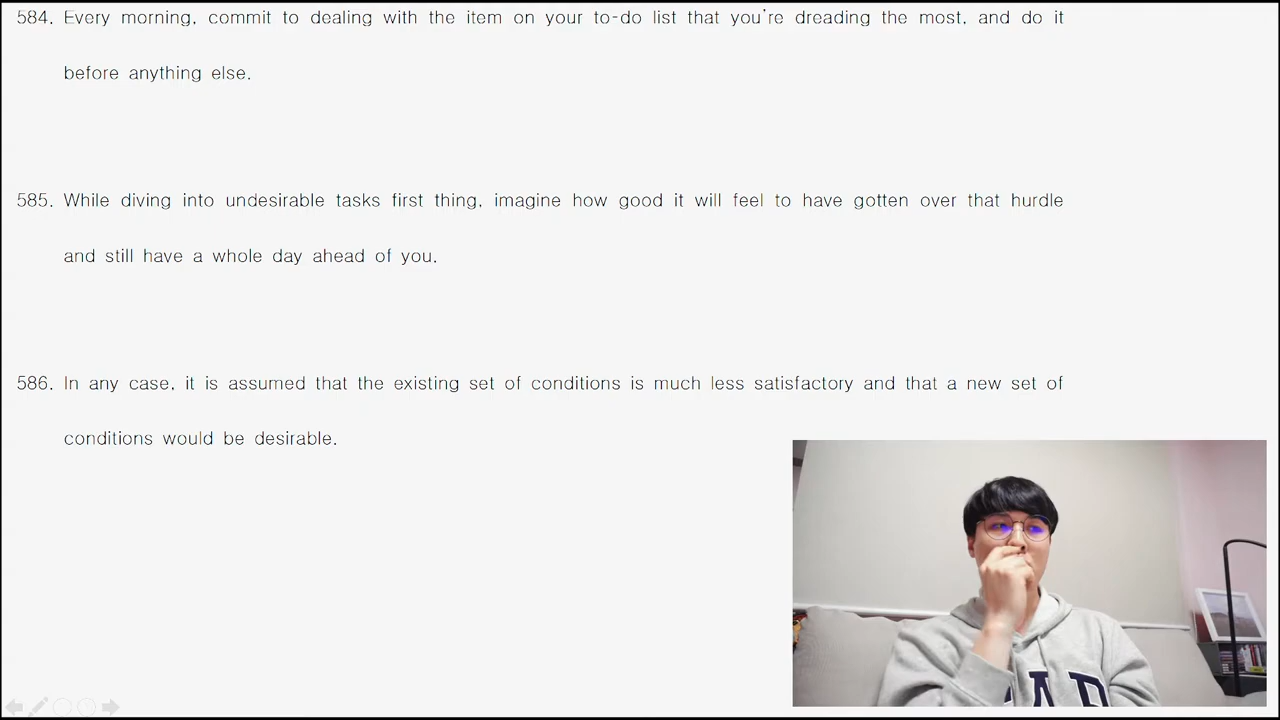 584. Every morning, commit to dealing with the item on your to-do list that you're dreading the most, and do it
before anything else.
585. While diving into undesirable tasks first thing, imagine how good it will feel to have gotten over that hurdle
and still have a whole day ahead of you.
586. In any case, it is assumed that the existing set of conditions is much less satisfactory and that a new set of
conditions would be desirable.